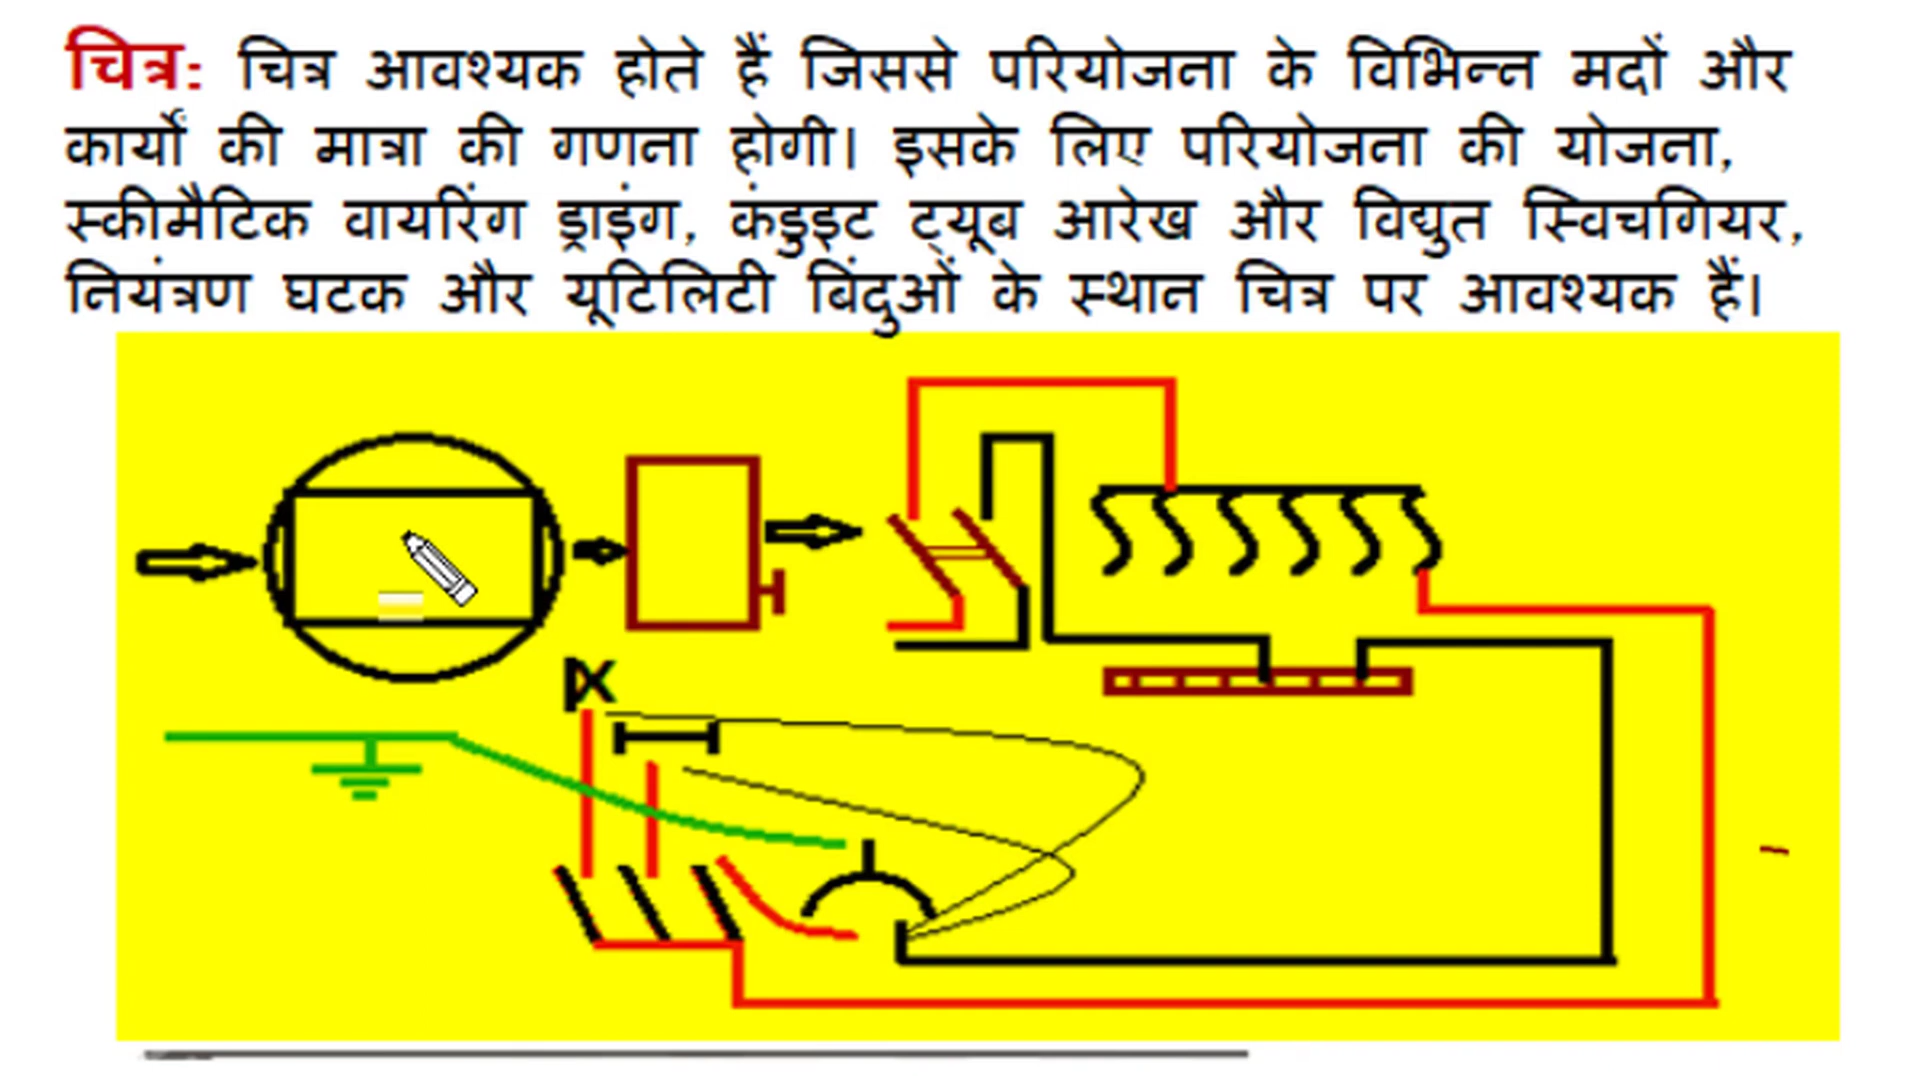 चित्र: चित्र आवश्यक होते हैं जिससे परियोजना के विभिन्न मदों और
कार्यों की मात्रा की गणना होगी। इसके लिए परियोजना की योजना,
स्कीमैटिक वायरिंग ड्राइंग, कंडुइट ट्यूब आरेख और विद्युत स्विचगियर,
नियंत्रण घटक और यूटिलिटी बिंदुओं के स्थान चित्र पर आवश्यक हैं।